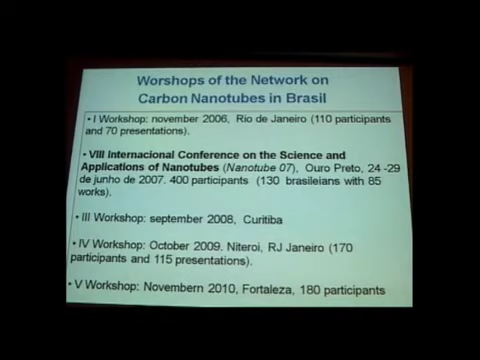 Worshops of the Network on
Carbon Nanotubes in Brasil
• I Workshop: november 2006, Rio de Janeiro (110 participants
and 70 presentations).
• VIII Internacional Conference on the Science and
Applications of Nanotubes (Nanotube 07), Ouro Preto, 24 -29
de junho de 2007. 400 participants (130 brasileians with 85
works).
• III Workshop: september 2008, Curitiba
• IV Workshop: October 2009. Niteroi, RJ Janeiro (170
participants and 115 presentations).
• V Workshop: Novembern 2010, Fortaleza, 180 participants